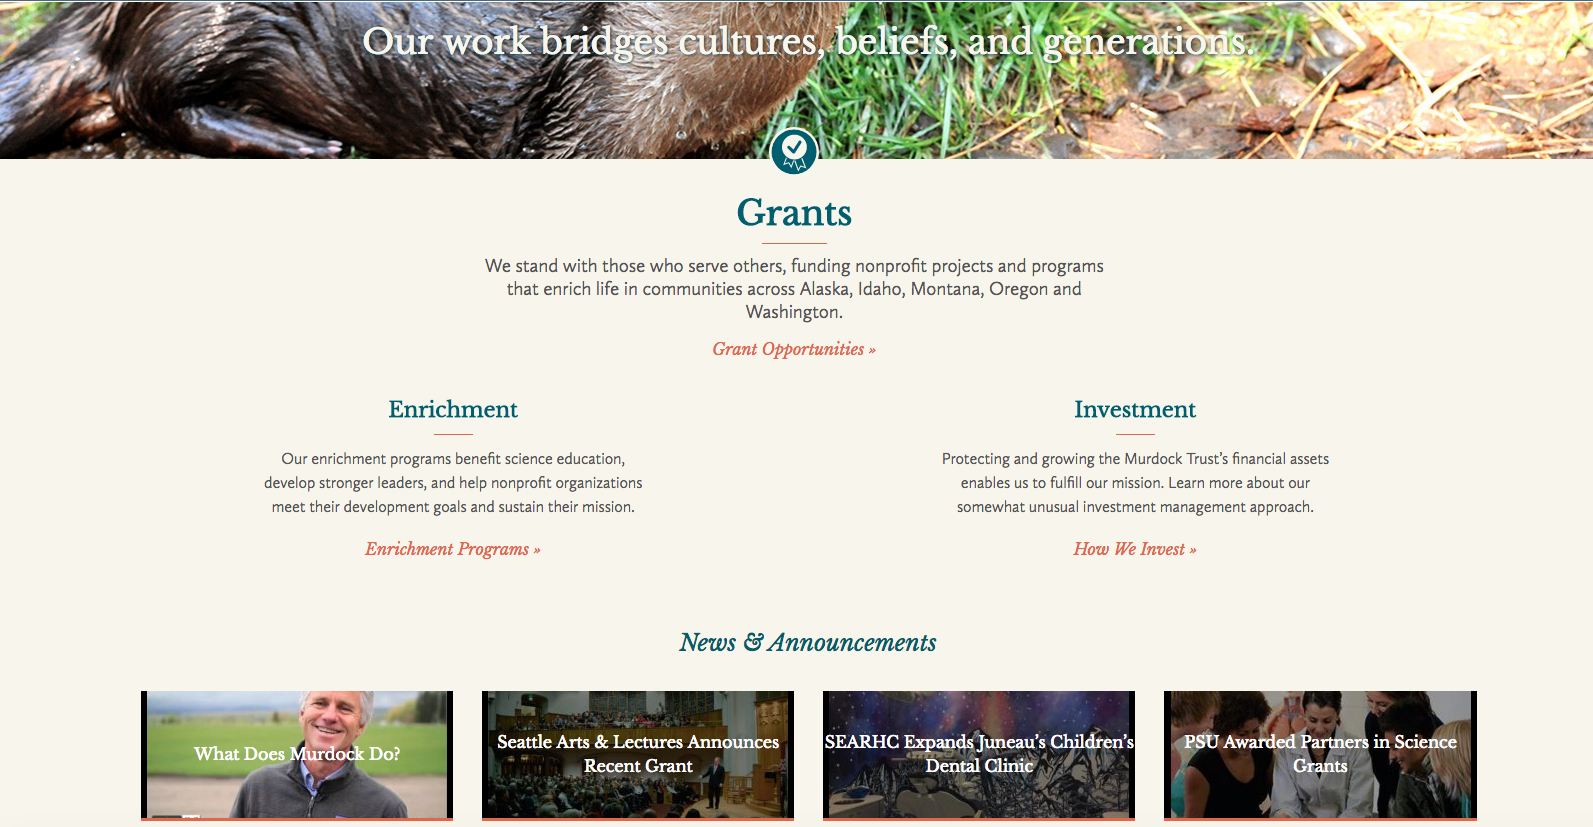 Our work bridges cultures, beliefs, and generations.
Grants
We stand with those who serve others, funding nonprofit projects and programs
that enrich life in communities across Alaska, Idaho, Montana, Oregon and
Washington.
Grant Opportunities »
Enrichment
Our enrichment programs benefit science education,
develop stronger leaders, and help nonprofit organizations
meet their development goals and sustain their mission.
Enrichment Programs »
Investment
Protecting and growing the Murdock Trust’s financial assets
enables us to fulfill our mission. Learn more about our
somewhat unusual investment management approach.
How We Invest »
News & Announcements
What Does Murdock Do?
Seattle Arts & Lectures Announces
Recent Grant
SEARHC Expands Juneau’s Children’s
Dental Clinic
PSU Awarded Partners in Science
Grants